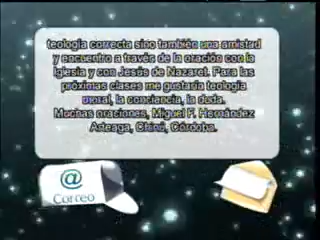 teología correcta sino también una amistad
y encuentro a través de la oración con la
Iglesia y con Jesús de Nazaret. Para las
próximas clases me gustaría teología
moral, la conciencia, la duda.
Muchas oraciones, Miguel F. Hernández
Arteaga, Chinú, Córdoba.
@
Correo